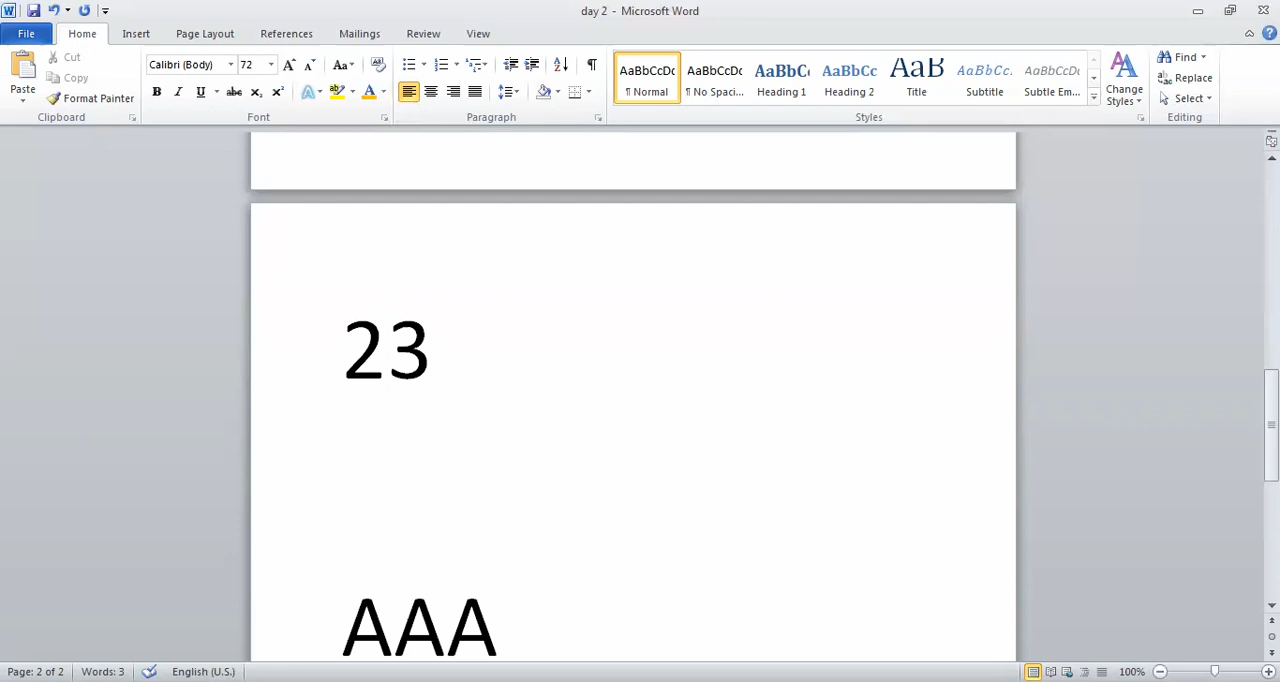 day 2 - Microsoft Word
File Home Insert Page Layout References Mailings Review View
Paste
Cut
Copy
Format Painter
Clipboard
Calibri (Body) 72
Font
Paragraph
AaBbCcDc AaBbCcDc AaBbCc AaBbCc AaB AaBbCc. AaBbCcDc
¶ Normal ¶ No Spaci... Heading 1 Heading 2 Title Subtitle Subtle Em...
Styles
Change Styles
Find
Replace
Select
Editing
23
AAA
Page: 2 of 2 Words: 3 English (U.S.) 100%